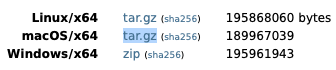 Linux/x64 tar.gz (sha256) 195868060 bytes
macOS/x64 tar.gz (sha256) 189967039
Windows/x64 zip (sha256) 195961943